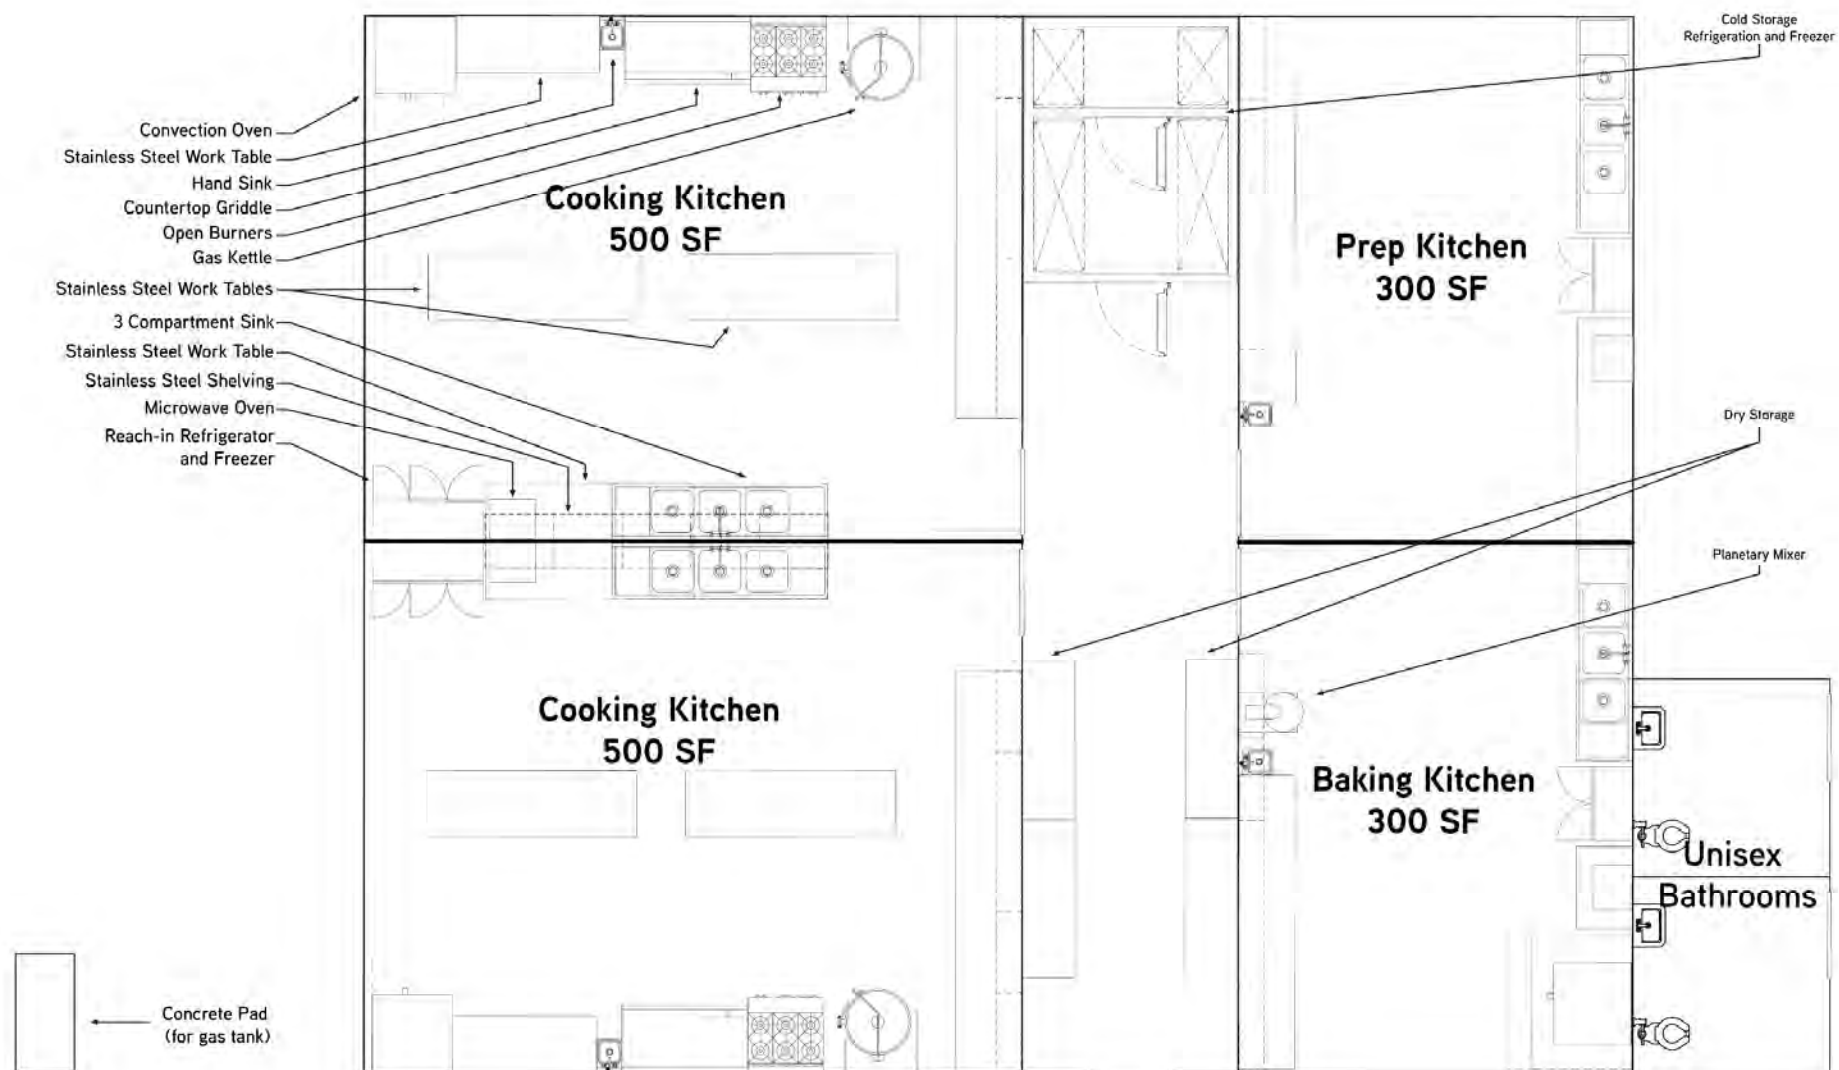 Convection Oven
Stainless Steel Work Table
Hand Sink
Countertop Griddle
Open Burners
Gas Kettle
Stainless Steel Work Tables
3 Compartment Sink
Stainless Steel Work Table
Stainless Steel Shelving
Microwave Oven
Reach-in Refrigerator
and Freezer
Cooking Kitchen
500 SF
Cold Storage
Refrigeration and Freezer
Prep Kitchen
300 SF
Dry Storage
Planetary Mixer
Cooking Kitchen
500 SF
Baking Kitchen
300 SF
Unisex
Bathrooms
Concrete Pad
(for gas tank)